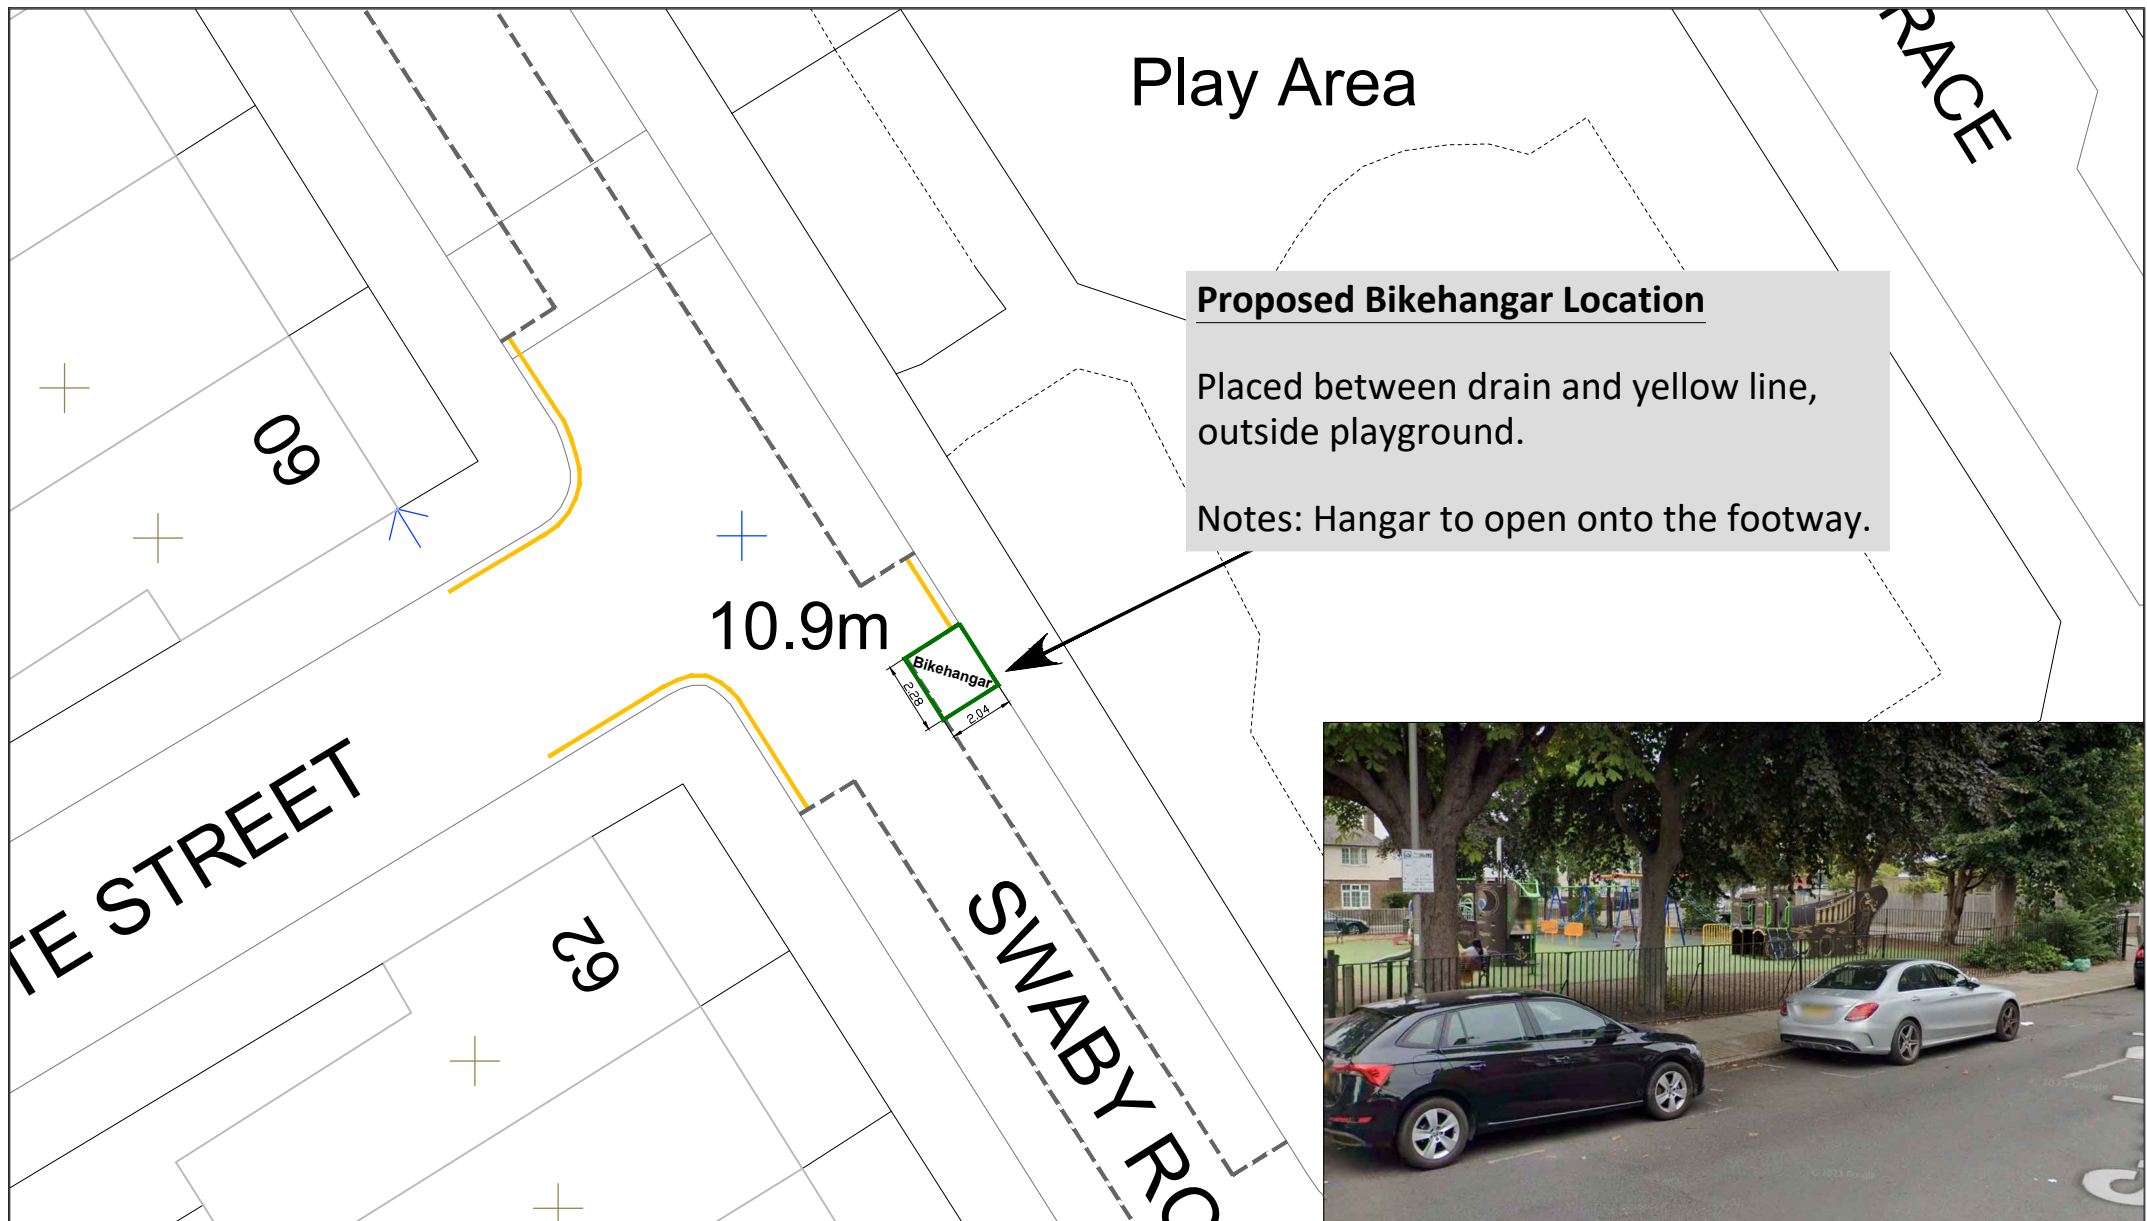 Play Area
RACE
Proposed Bikehangar Location
Placed between drain and yellow line,
outside playground.
Notes: Hangar to open onto the footway.
60
10.9m
Bikehangar
2.28
2.04
TE STREET
62
SWABY RO